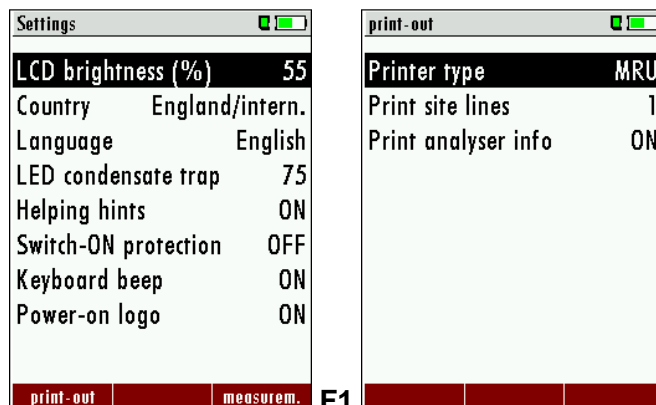 Settings
LCD brightness (%) 55
Country England/intern.
Language English
LED condensate trap 75
Helping hints ON
Switch-ON protection OFF
Keyboard beep ON
Power-on logo ON
print-out measurem.
F1
print-out
Printer type MRU
Print site lines 1
Print analyser info ON